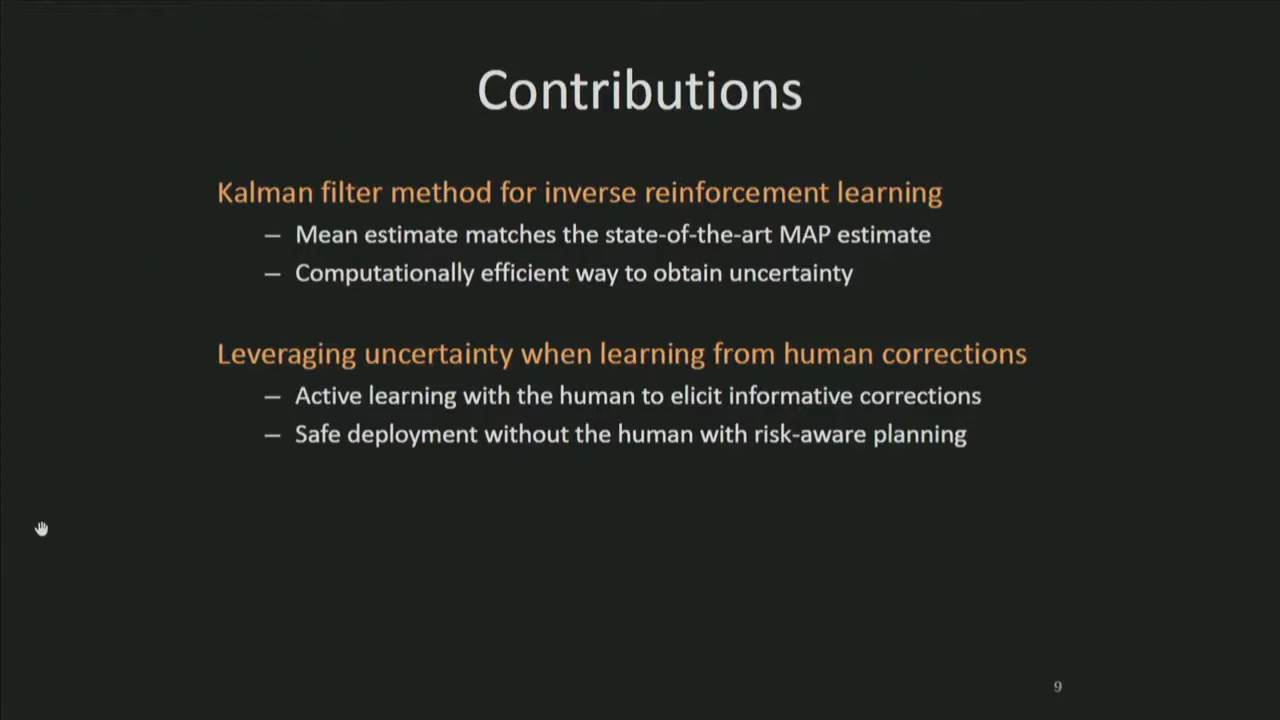 Contributions
Kalman filter method for inverse reinforcement learning
– Mean estimate matches the state-of-the-art MAP estimate
– Computationally efficient way to obtain uncertainty
Leveraging uncertainty when learning from human corrections
– Active learning with the human to elicit informative corrections
– Safe deployment without the human with risk-aware planning
9